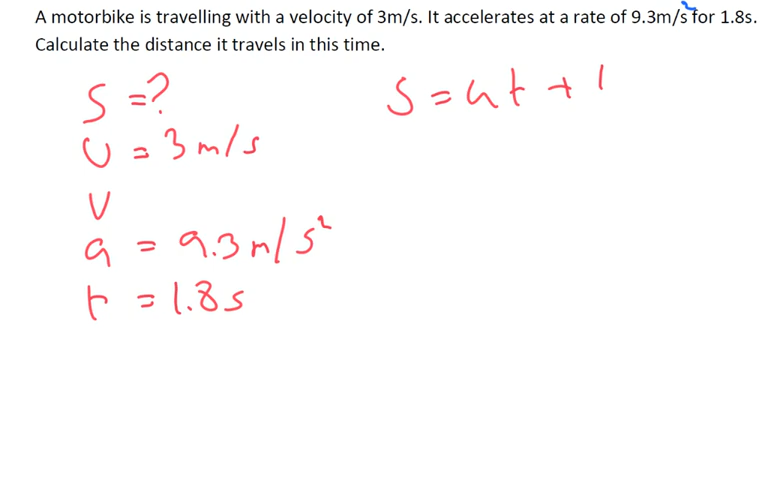 A motorbike is travelling with a velocity of 3m/s. It accelerates at a rate of 9.3m/s² for 1.8s.
Calculate the distance it travels in this time.
S = ?
U = 3 m/s
V
a = 9.3 m/s²
t = 1.8 s
S = ut + 1